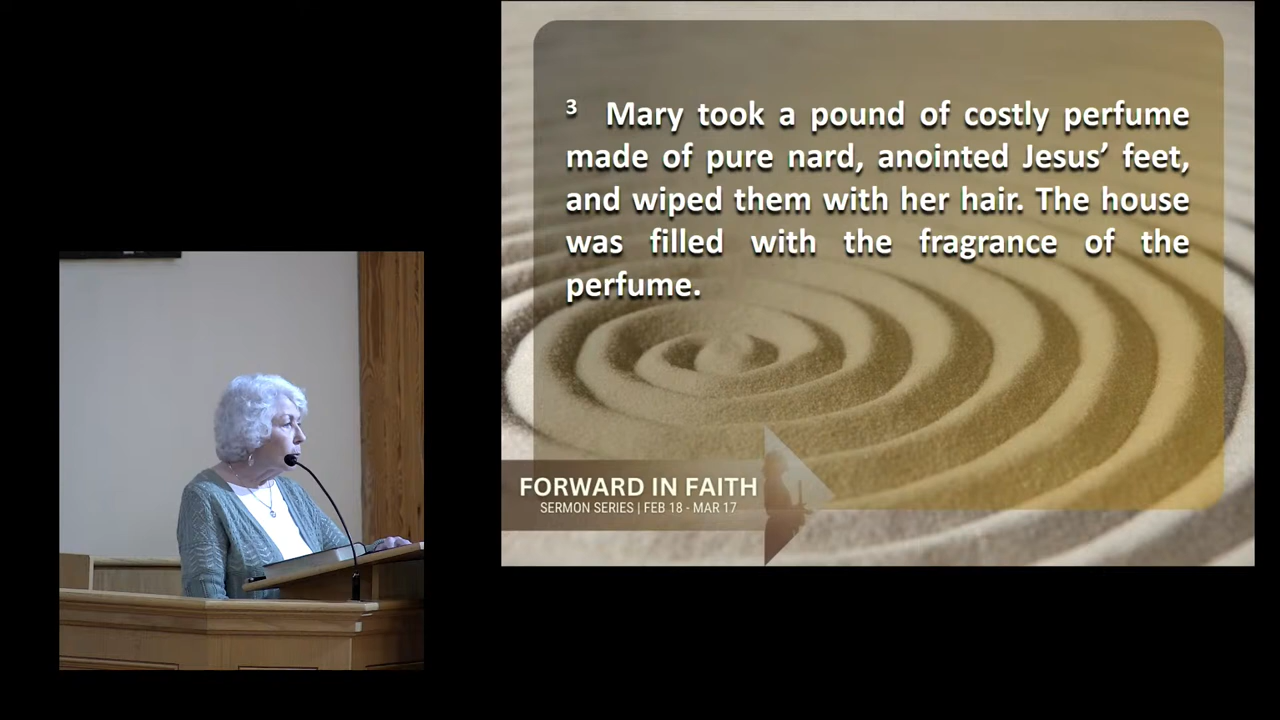 3 Mary took a pound of costly perfume
made of pure nard, anointed Jesus’ feet,
and wiped them with her hair. The house
was filled with the fragrance of the
perfume.
FORWARD IN FAITH
SERMON SERIES | FEB 18 - MAR 17